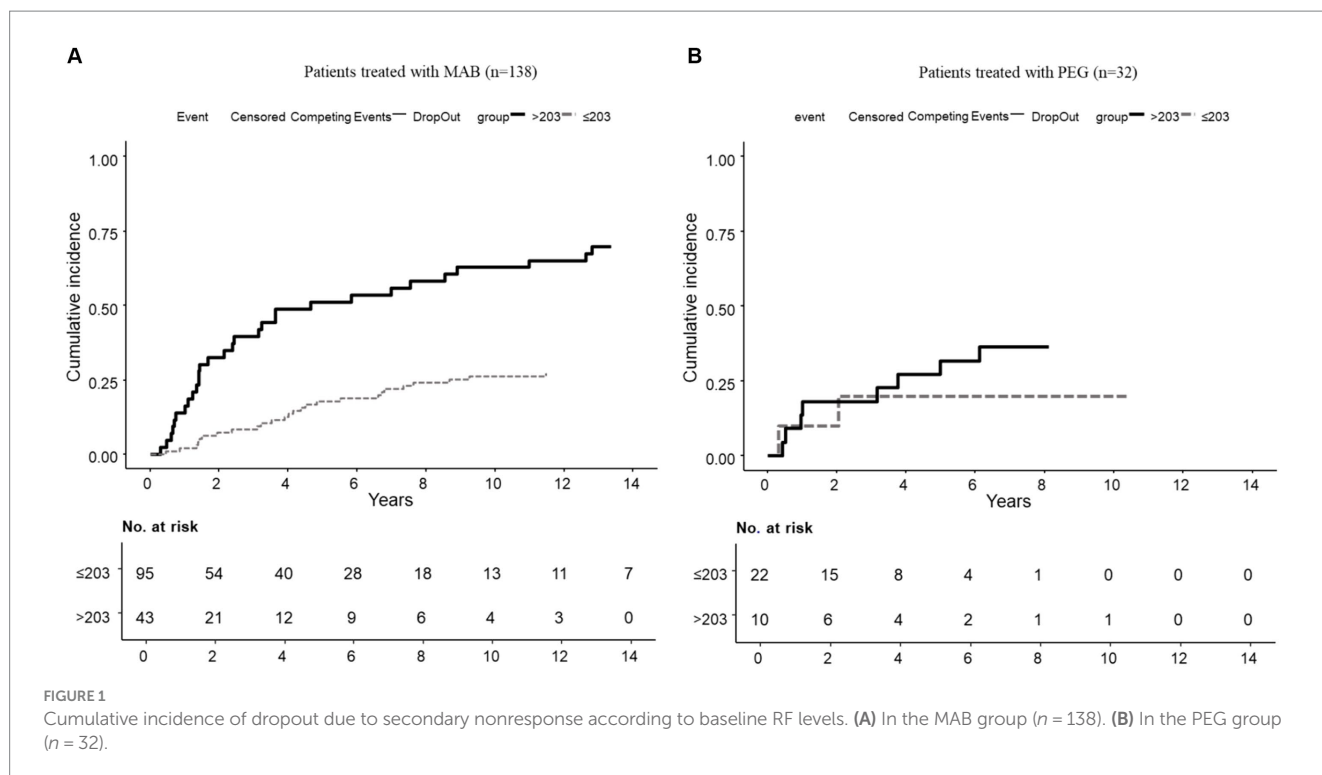 A
Patients treated with MAB (n=138)
Event Censored Competing Events DropOut group >203 ≤203
1.00
0.75
0.50
0.25
0.00
Cumulative incidence
0 2 4 6 8 10 12 14
Years
No. at risk
≤203 95 54 40 28 18 13 11 7
>203 43 21 12 9 6 4 3 0
0 2 4 6 8 10 12 14
B
Patients treated with PEG (n=32)
event Censored Competing Events DropOut group >203 ≤203
1.00
0.75
0.50
0.25
0.00
Cumulative incidence
0 2 4 6 8 10 12 14
Years
No. at risk
≤203 22 15 8 4 1 0 0 0
>203 10 6 4 2 1 1 0 0
0 2 4 6 8 10 12 14
FIGURE 1
Cumulative incidence of dropout due to secondary nonresponse according to baseline RF levels. (A) In the MAB group (n = 138). (B) In the PEG group
(n = 32).